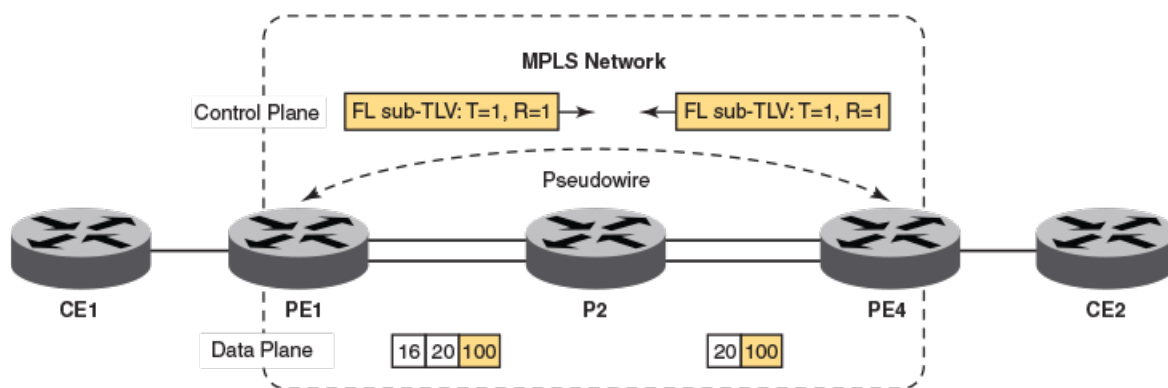 MPLS Network
Control Plane
FL sub-TLV: T=1, R=1
FL sub-TLV: T=1, R=1
Pseudowire
CE1
PE1
P2
PE4
CE2
Data Plane
16 20 100
20 100